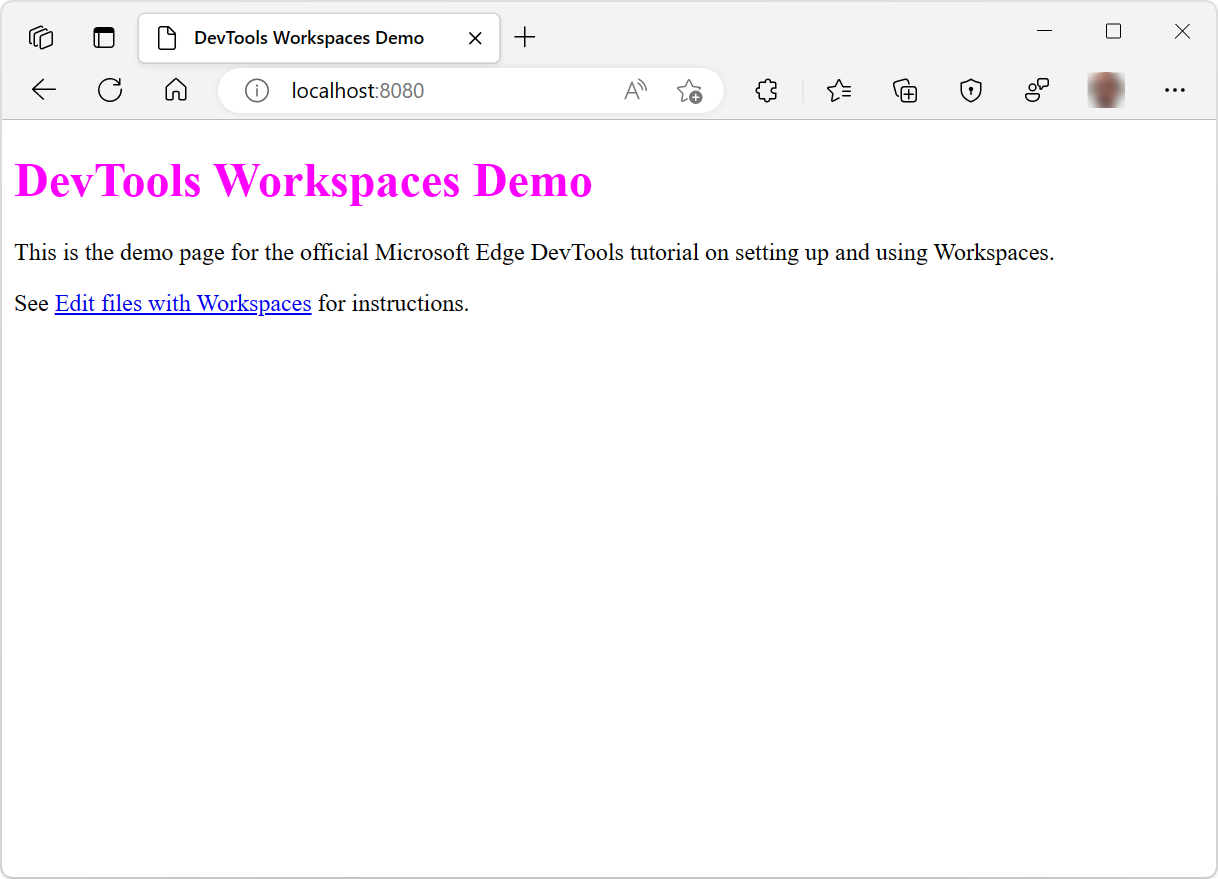 DevTools Workspaces Demo
localhost:8080
DevTools Workspaces Demo
This is the demo page for the official Microsoft Edge DevTools tutorial on setting up and using Workspaces.
See Edit files with Workspaces for instructions.